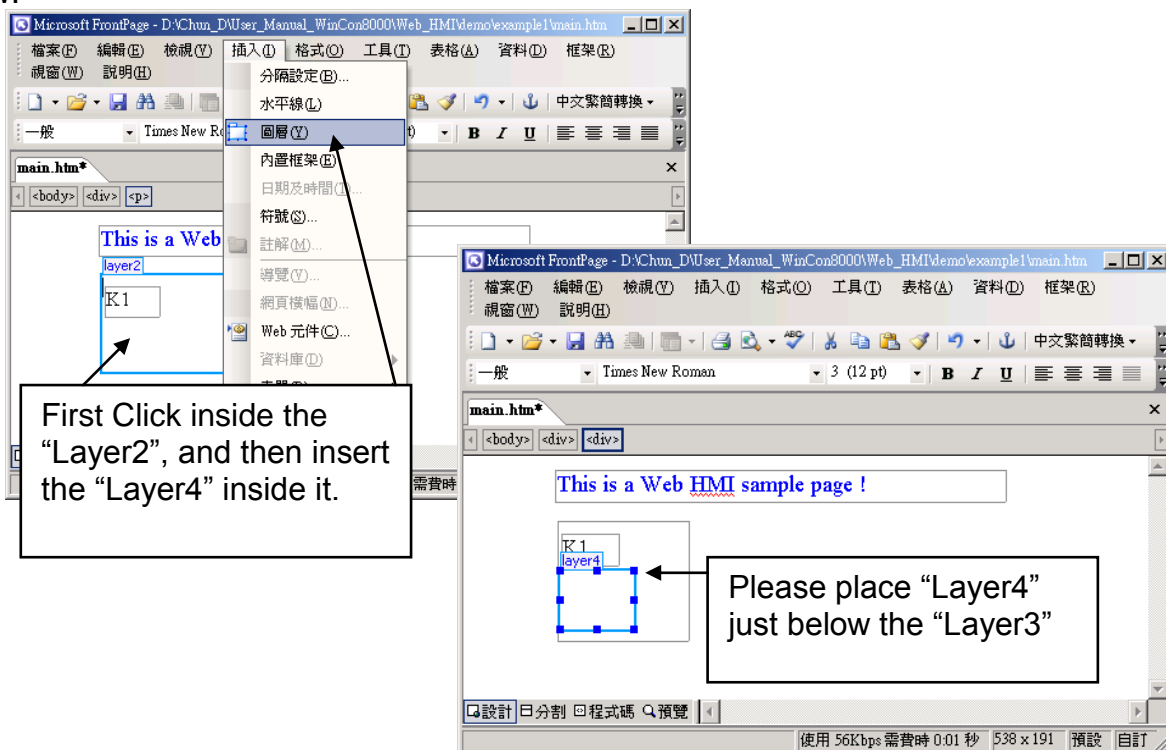 Microsoft FrontPage - D:\Chun_D\User_Manual_WinCon8000\Web_HMI\demo\example1\main.htm
檔案(F) 編輯(E) 檢視(V) 插入(I) 格式(O) 工具(T) 表格(A) 資料(D) 框架(R)
視窗(W) 說明(H)
中文繁簡轉換
一般 Times New Ro
B I U
分隔設定(B)...
水平線(L)
圖層(Y)
內置框架(E)
日期及時間(T)...
符號(S)...
註解(M)...
導覽(V)...
網頁橫幅(N)...
Web 元件(C)...
資料庫(D)
main.htm*
<body> <div> <p>
This is a Web
layer2
K1
First Click inside the
“Layer2”, and then insert
the “Layer4” inside it.
需費時
Microsoft FrontPage - D:\Chun_D\User_Manual_WinCon8000\Web_HMI\demo\example1\main.htm
檔案(F) 編輯(E) 檢視(V) 插入(I) 格式(O) 工具(T) 表格(A) 資料(D) 框架(R)
視窗(W) 說明(H)
中文繁簡轉換
一般 Times New Roman 3 (12 pt) B I U
main.htm*
<body> <div> <div>
This is a Web HMI sample page !
K1
layer4
Please place “Layer4”
just below the “Layer3”
設計 分割 程式碼 預覽
使用 56Kbps 需費時 0:01 秒 538 x 191 預設 自訂